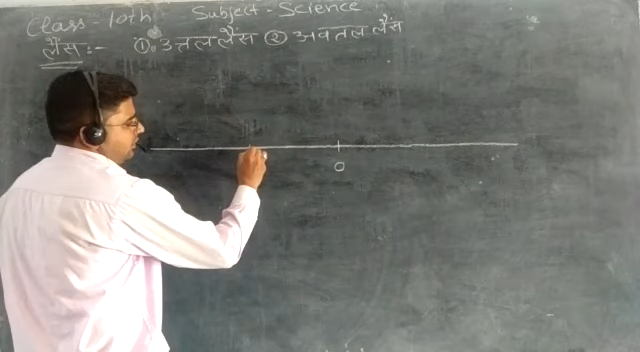 Class-10th Subject-Science
लैंस:- ① उत्तल लैंस ② अवतल लैंस
O